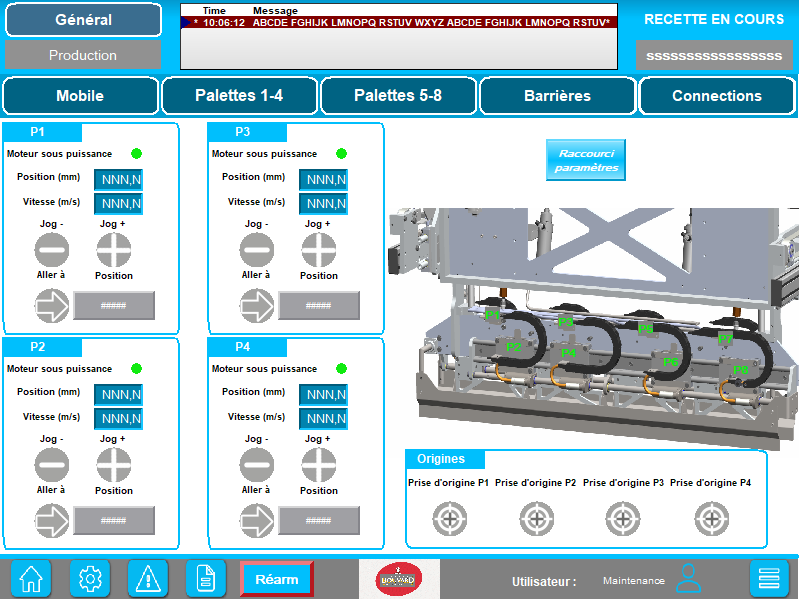 Général
Time Message
* 10:06:12 ABCDE FGHIJK LMNOPQ RSTUV WXYZ ABCDE FGHIJK LMNOPQ RSTUV*
RECETTE EN COURS
Production
sssssssssssssssss
Mobile
Palettes 1-4
Palettes 5-8
Barrières
Connections
P1
Moteur sous puissance
Position (mm) NNN,N
Vitesse (m/s) NNN,N
Jog - Jog +
Aller à Position
#####
P3
Moteur sous puissance
Position (mm) NNN,N
Vitesse (m/s) NNN,N
Jog - Jog +
Aller à Position
#####
Raccourci
paramètres
P2
Moteur sous puissance
Position (mm) NNN,N
Vitesse (m/s) NNN,N
Jog - Jog +
Aller à Position
#####
P4
Moteur sous puissance
Position (mm) NNN,N
Vitesse (m/s) NNN,N
Jog - Jog +
Aller à Position
#####
P1 P3 P5 P7
P2 P4 P6 P8
Origines
Prise d'origine P1 Prise d'origine P2 Prise d'origine P3 Prise d'origine P4
Réarm
BOUVARD
Utilisateur : Maintenance